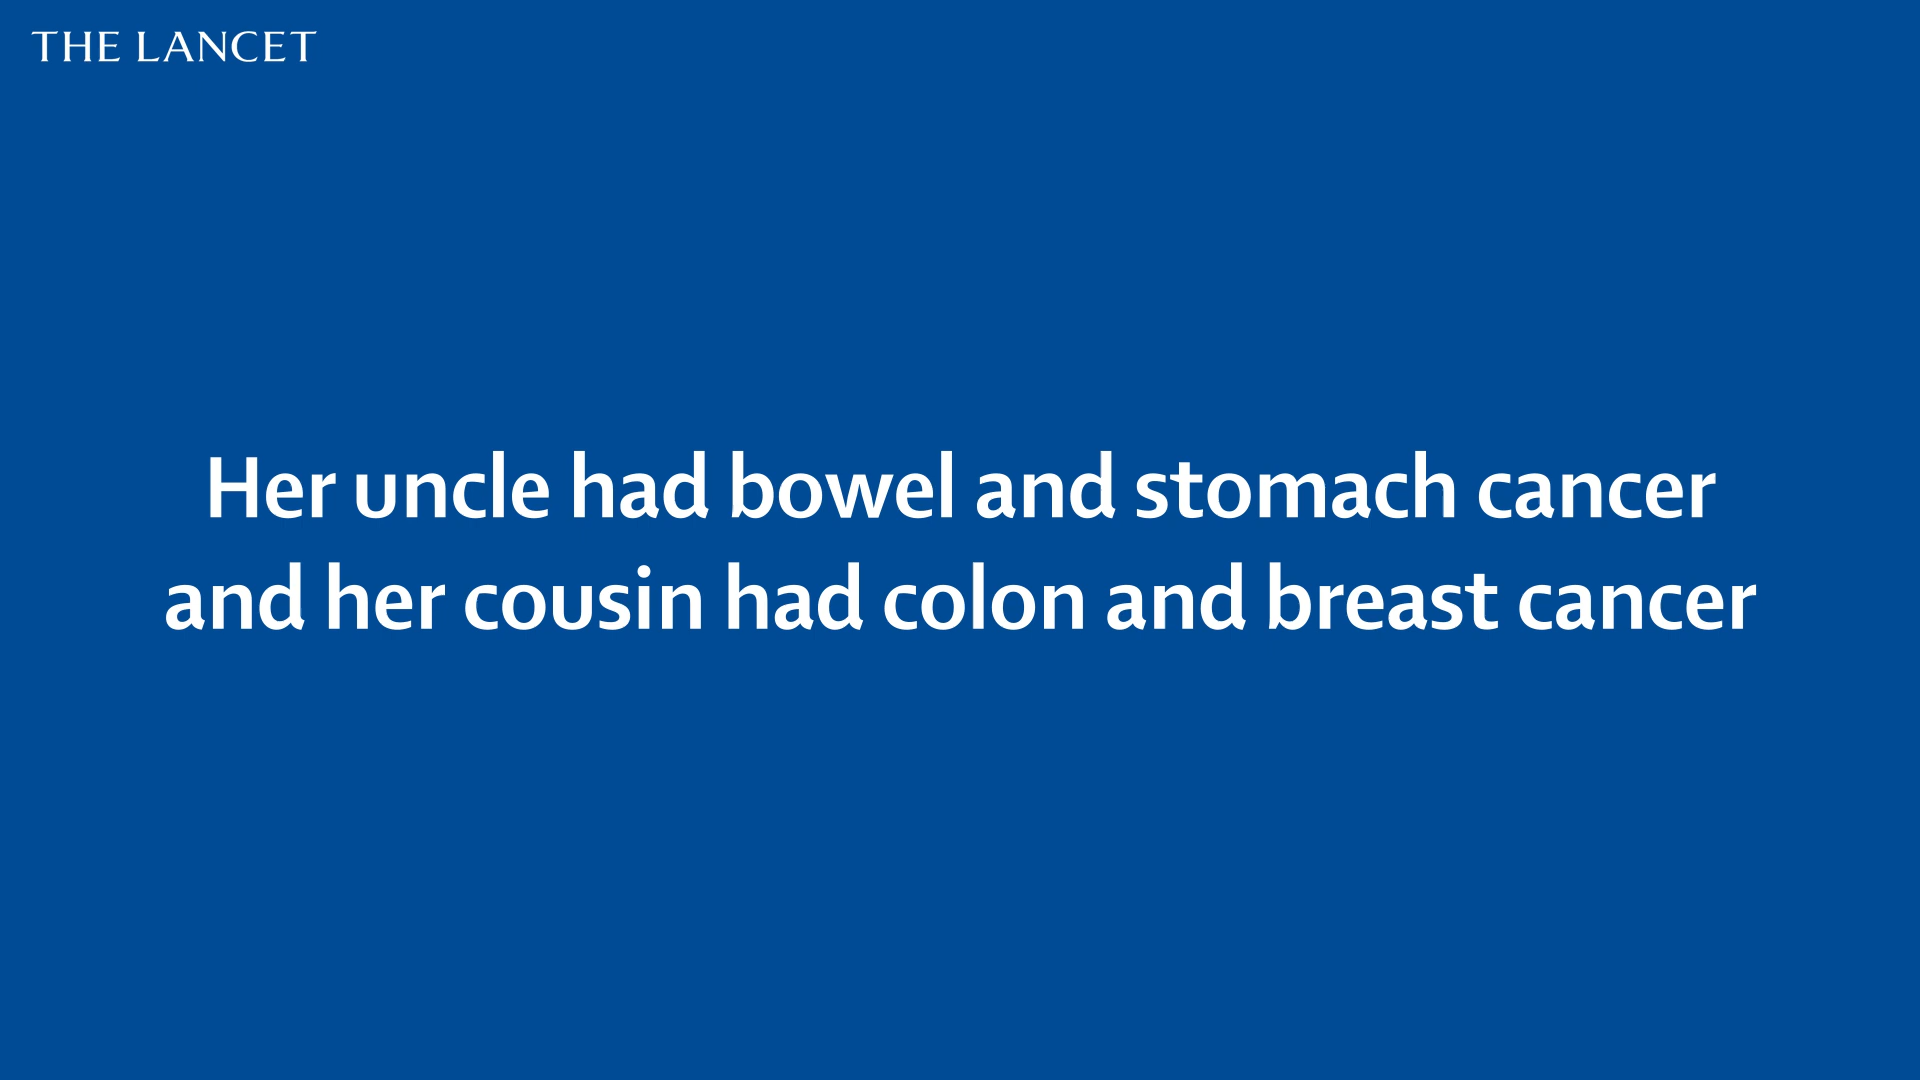 THE LANCET
Her uncle had bowel and stomach cancer
and her cousin had colon and breast cancer